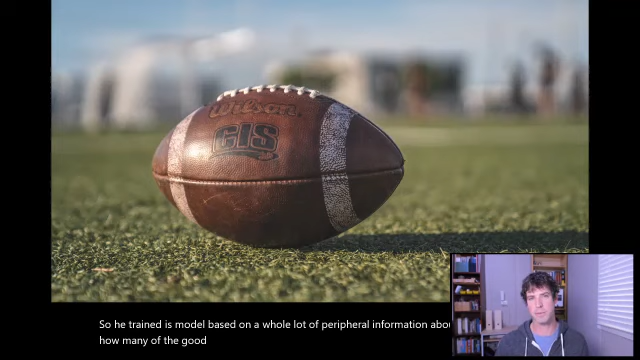 Wilson
CIS
So he trained is model based on a whole lot of peripheral information abou
how many of the good